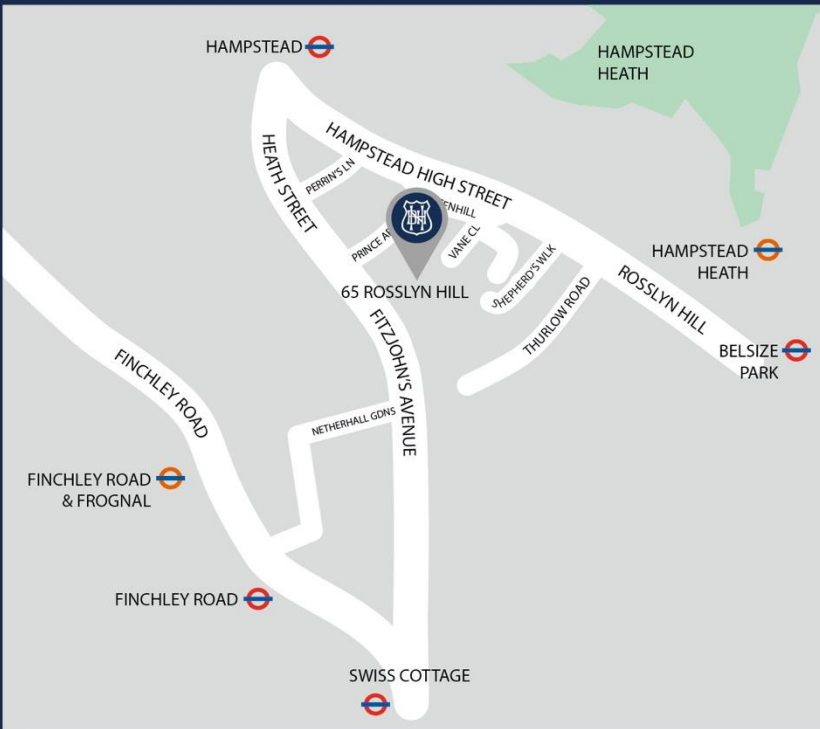 HAMPSTEAD
HAMPSTEAD
HEATH
HAMPSTEAD HIGH STREET
HEATH STREET
PERRIN'S LN
PRINCE
VANE CL
SHEPHERD'S WLK
HAMPSTEAD
HEATH
65 ROSSLYN HILL
ROSSLYN HILL
THURLOW ROAD
FITZJOHN'S AVENUE
BELSIZE
PARK
FINCHLEY ROAD
NETHERHALL GDNS
FINCHLEY ROAD
& FROGNAL
FINCHLEY ROAD
SWISS COTTAGE